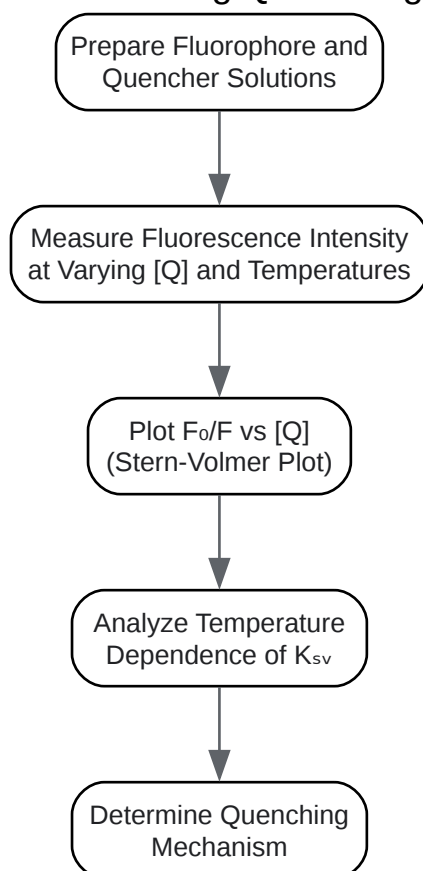 Prepare Fluorophore and
Quencher Solutions
Measure Fluorescence Intensity
at Varying [Q] and Temperatures
Plot F₀/F vs [Q]
(Stern-Volmer Plot)
Analyze Temperature
Dependence of Kₛᵥ
Determine Quenching
Mechanism